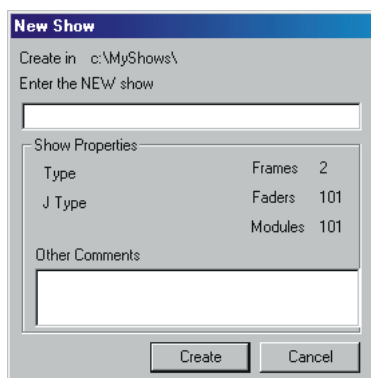 New Show
Create in c:\MyShows\
Enter the NEW show
Show Properties
Type
Frames 2
J Type
Faders 101
Modules 101
Other Comments
Create
Cancel